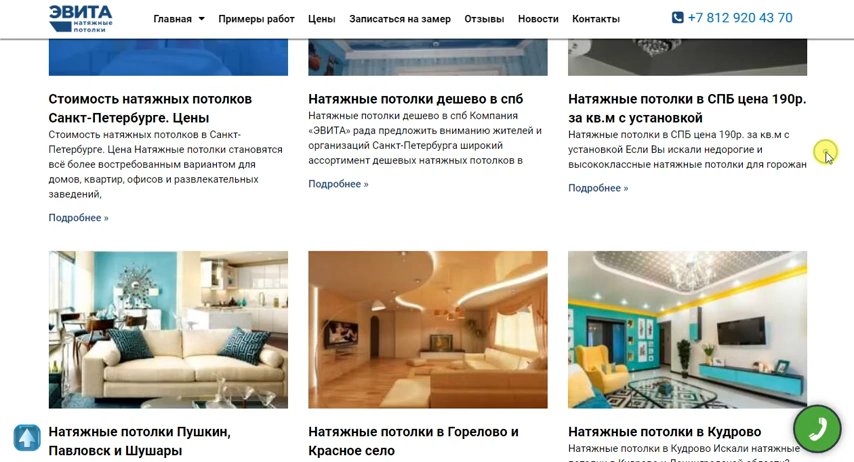 ЭВИТА
натяжные
потолки
Главная Примеры работ Цены Записаться на замер Отзывы Новости Контакты
+7 812 920 43 70
Стоимость натяжных потолков
Санкт-Петербурге. Цены
Стоимость натяжных потолков в Санкт-
Петербурге. Цена Натяжные потолки становятся
всё более востребованным вариантом для
домов, квартир, офисов и развлекательных
заведений,
Подробнее »
Натяжные потолки дешево в спб
Натяжные потолки дешево в спб Компания
«ЭВИТА» рада предложить вниманию жителей и
организаций Санкт-Петербурга широкий
ассортимент дешевых натяжных потолков в
Подробнее »
Натяжные потолки в СПБ цена 190р.
за кв.м с установкой
Натяжные потолки в СПБ цена 190р. за кв.м с
установкой Если Вы искали недорогие и
высококлассные натяжные потолки для горожан
Подробнее »
Натяжные потолки Пушкин,
Павловск и Шушары
Натяжные потолки в Горелово и
Красное село
Натяжные потолки в Кудрово
Натяжные потолки в Кудрово Искали натяжные
потолки в Кудрово и Ленинградской области?